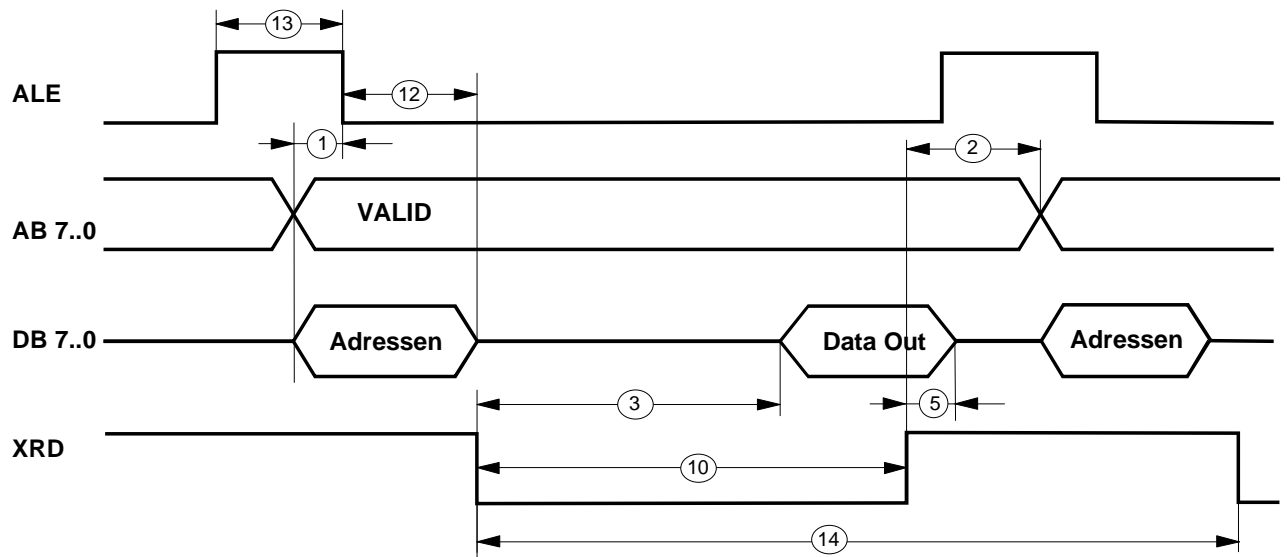 13
ALE
12
1
2
AB 7..0
VALID
DB 7..0
Adressen
Data Out
Adressen
3
5
XRD
10
14